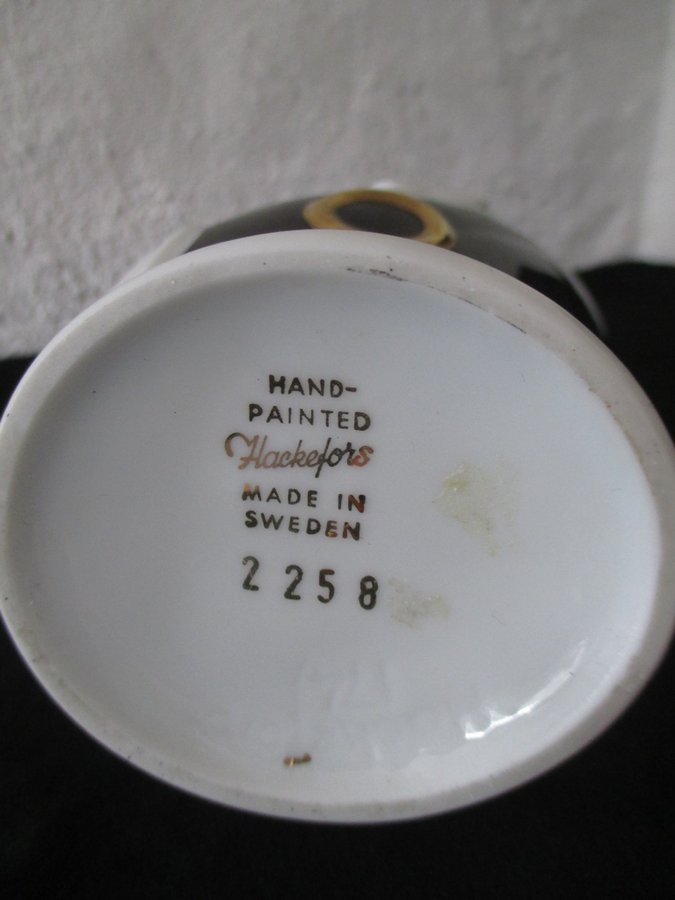 HAND-
PAINTED
Hackefors
MADE IN
SWEDEN
2258